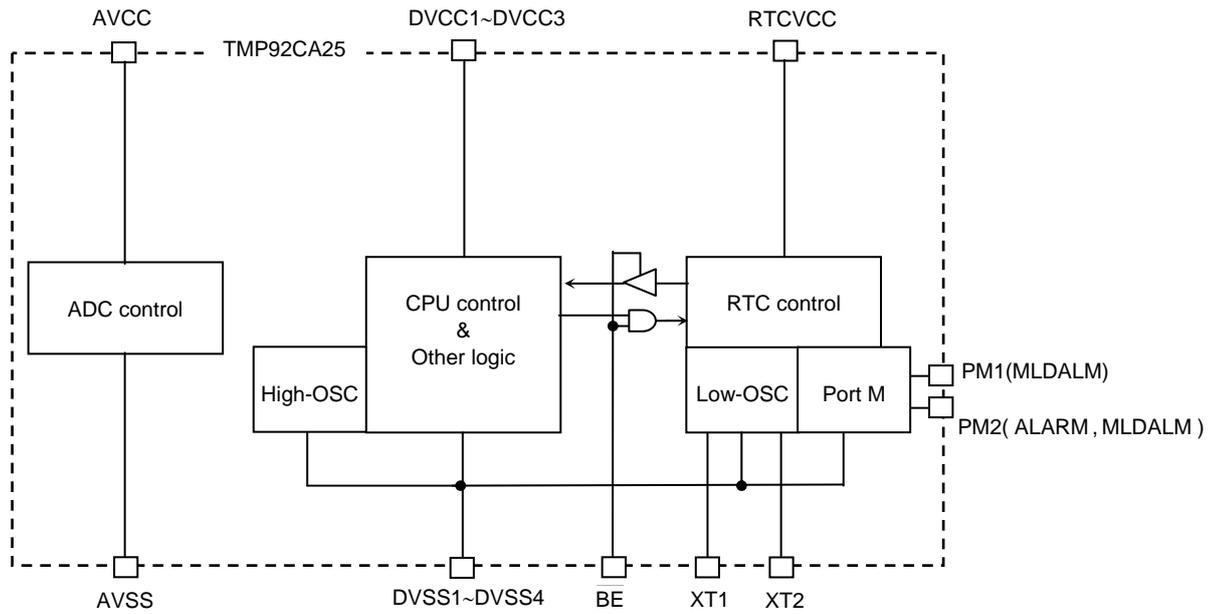 AVCC
DVCC1~DVCC3
RTCVCC
TMP92CA25
ADC control
CPU control
&
Other logic
RTC control
High-OSC
Low-OSC
Port M
PM1(MLDALM)
PM2( ALARM , MLDALM )
AVSS
DVSS1~DVSS4
B̅E̅
XT1
XT2